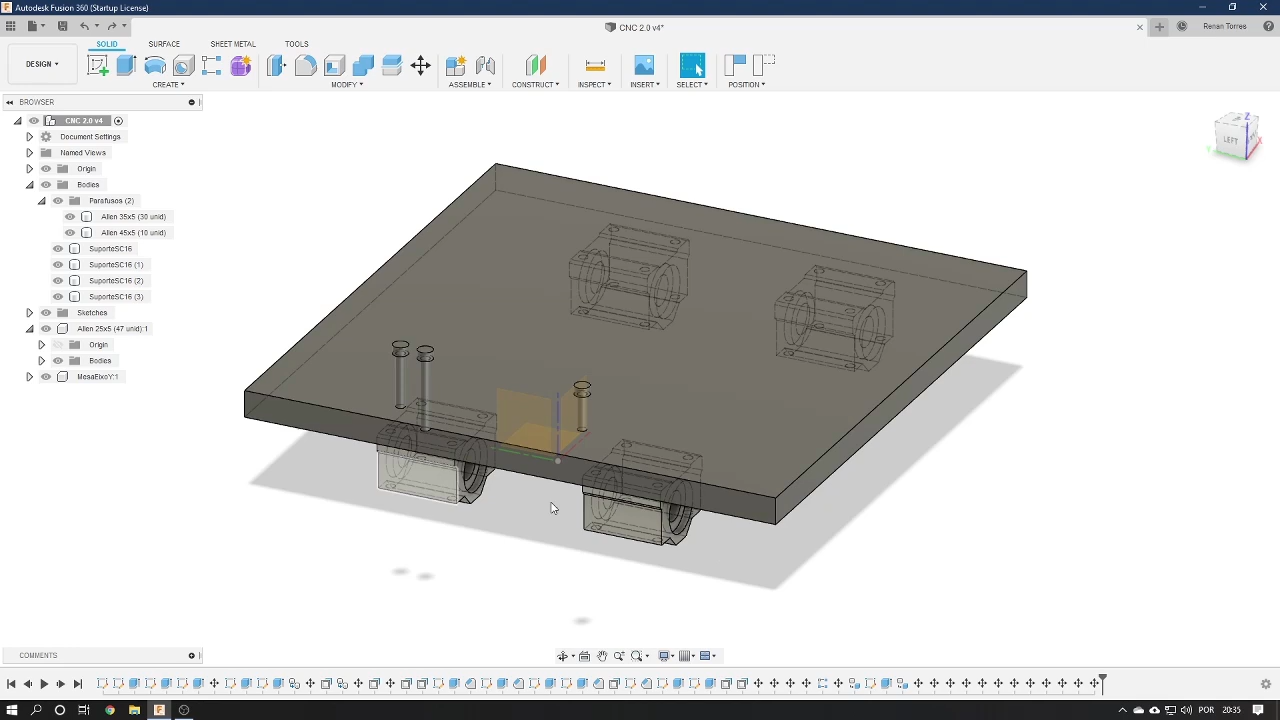 Autodesk Fusion 360 (Startup License)
CNC 2.0 v4*
Renan Torres
DESIGN
SOLID SURFACE SHEET METAL TOOLS
CREATE MODIFY ASSEMBLE CONSTRUCT INSPECT INSERT SELECT POSITION
BROWSER
CNC 2.0 v4
Document Settings
Named Views
Origin
Bodies
Parafusos (2)
Allen 35x5 (30 unid)
Allen 45x5 (10 unid)
SuporteSC16
SuporteSC16 (1)
SuporteSC16 (2)
SuporteSC16 (3)
Sketches
Allen 25x5 (47 unid):1
Origin
Bodies
MesaEixoY:1
LEFT
Z
COMMENTS
POR 20:35